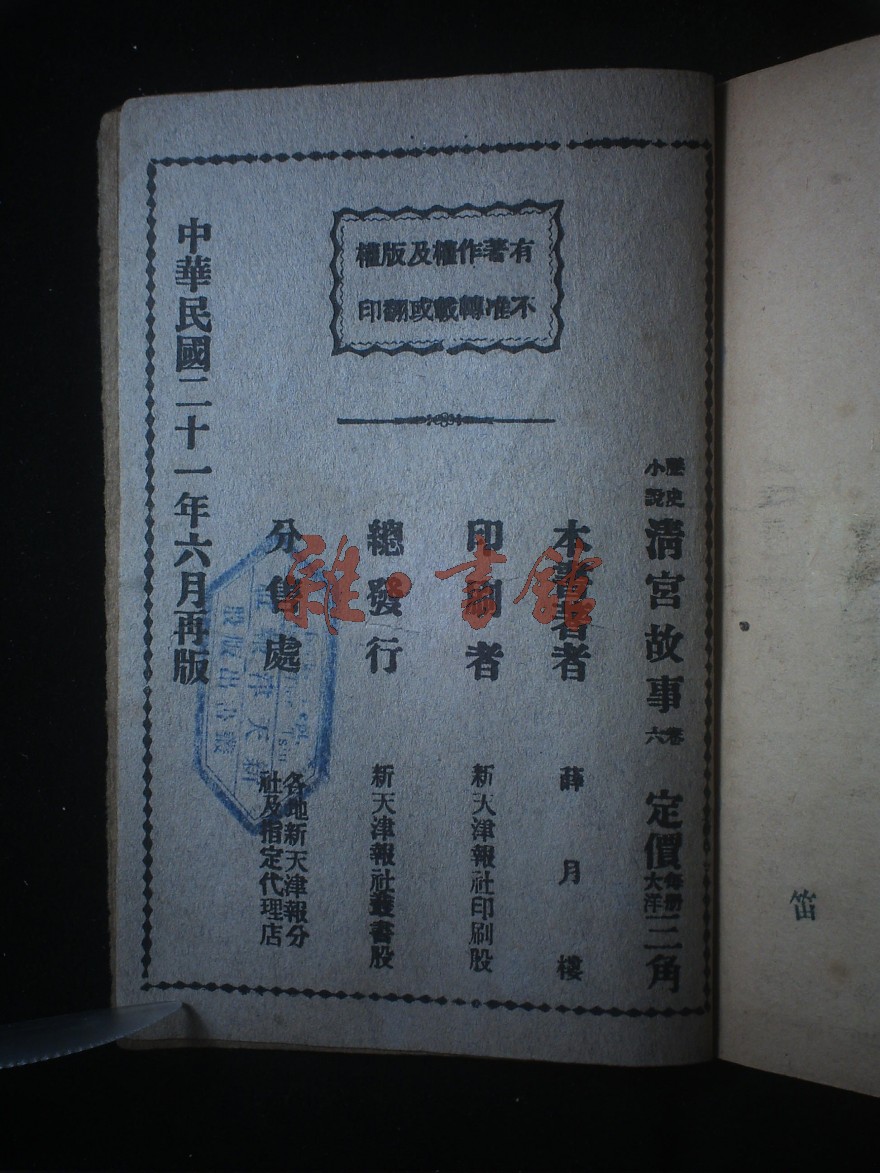 有著作權及版權
不准轉載或翻印
歷史小說 清宮故事 卷六 定價每冊大洋三角
本書著者 薛月樓
印刷者 新天津報社印刷股
總發行 新天津報社叢書股
分售處 各地新天津報分社及指定代理店
中華民國二十一年六月再版
雜·書館
笛